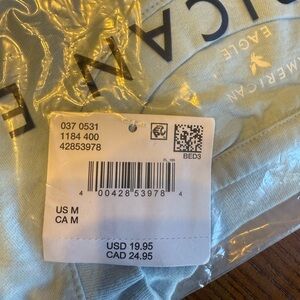 RICAN E
EAGLE
AMERICAN
037 0531
1184 400
42853978
BED3
4 00428 53978 4
US M
CA M
USD 19.95
CAD 24.95